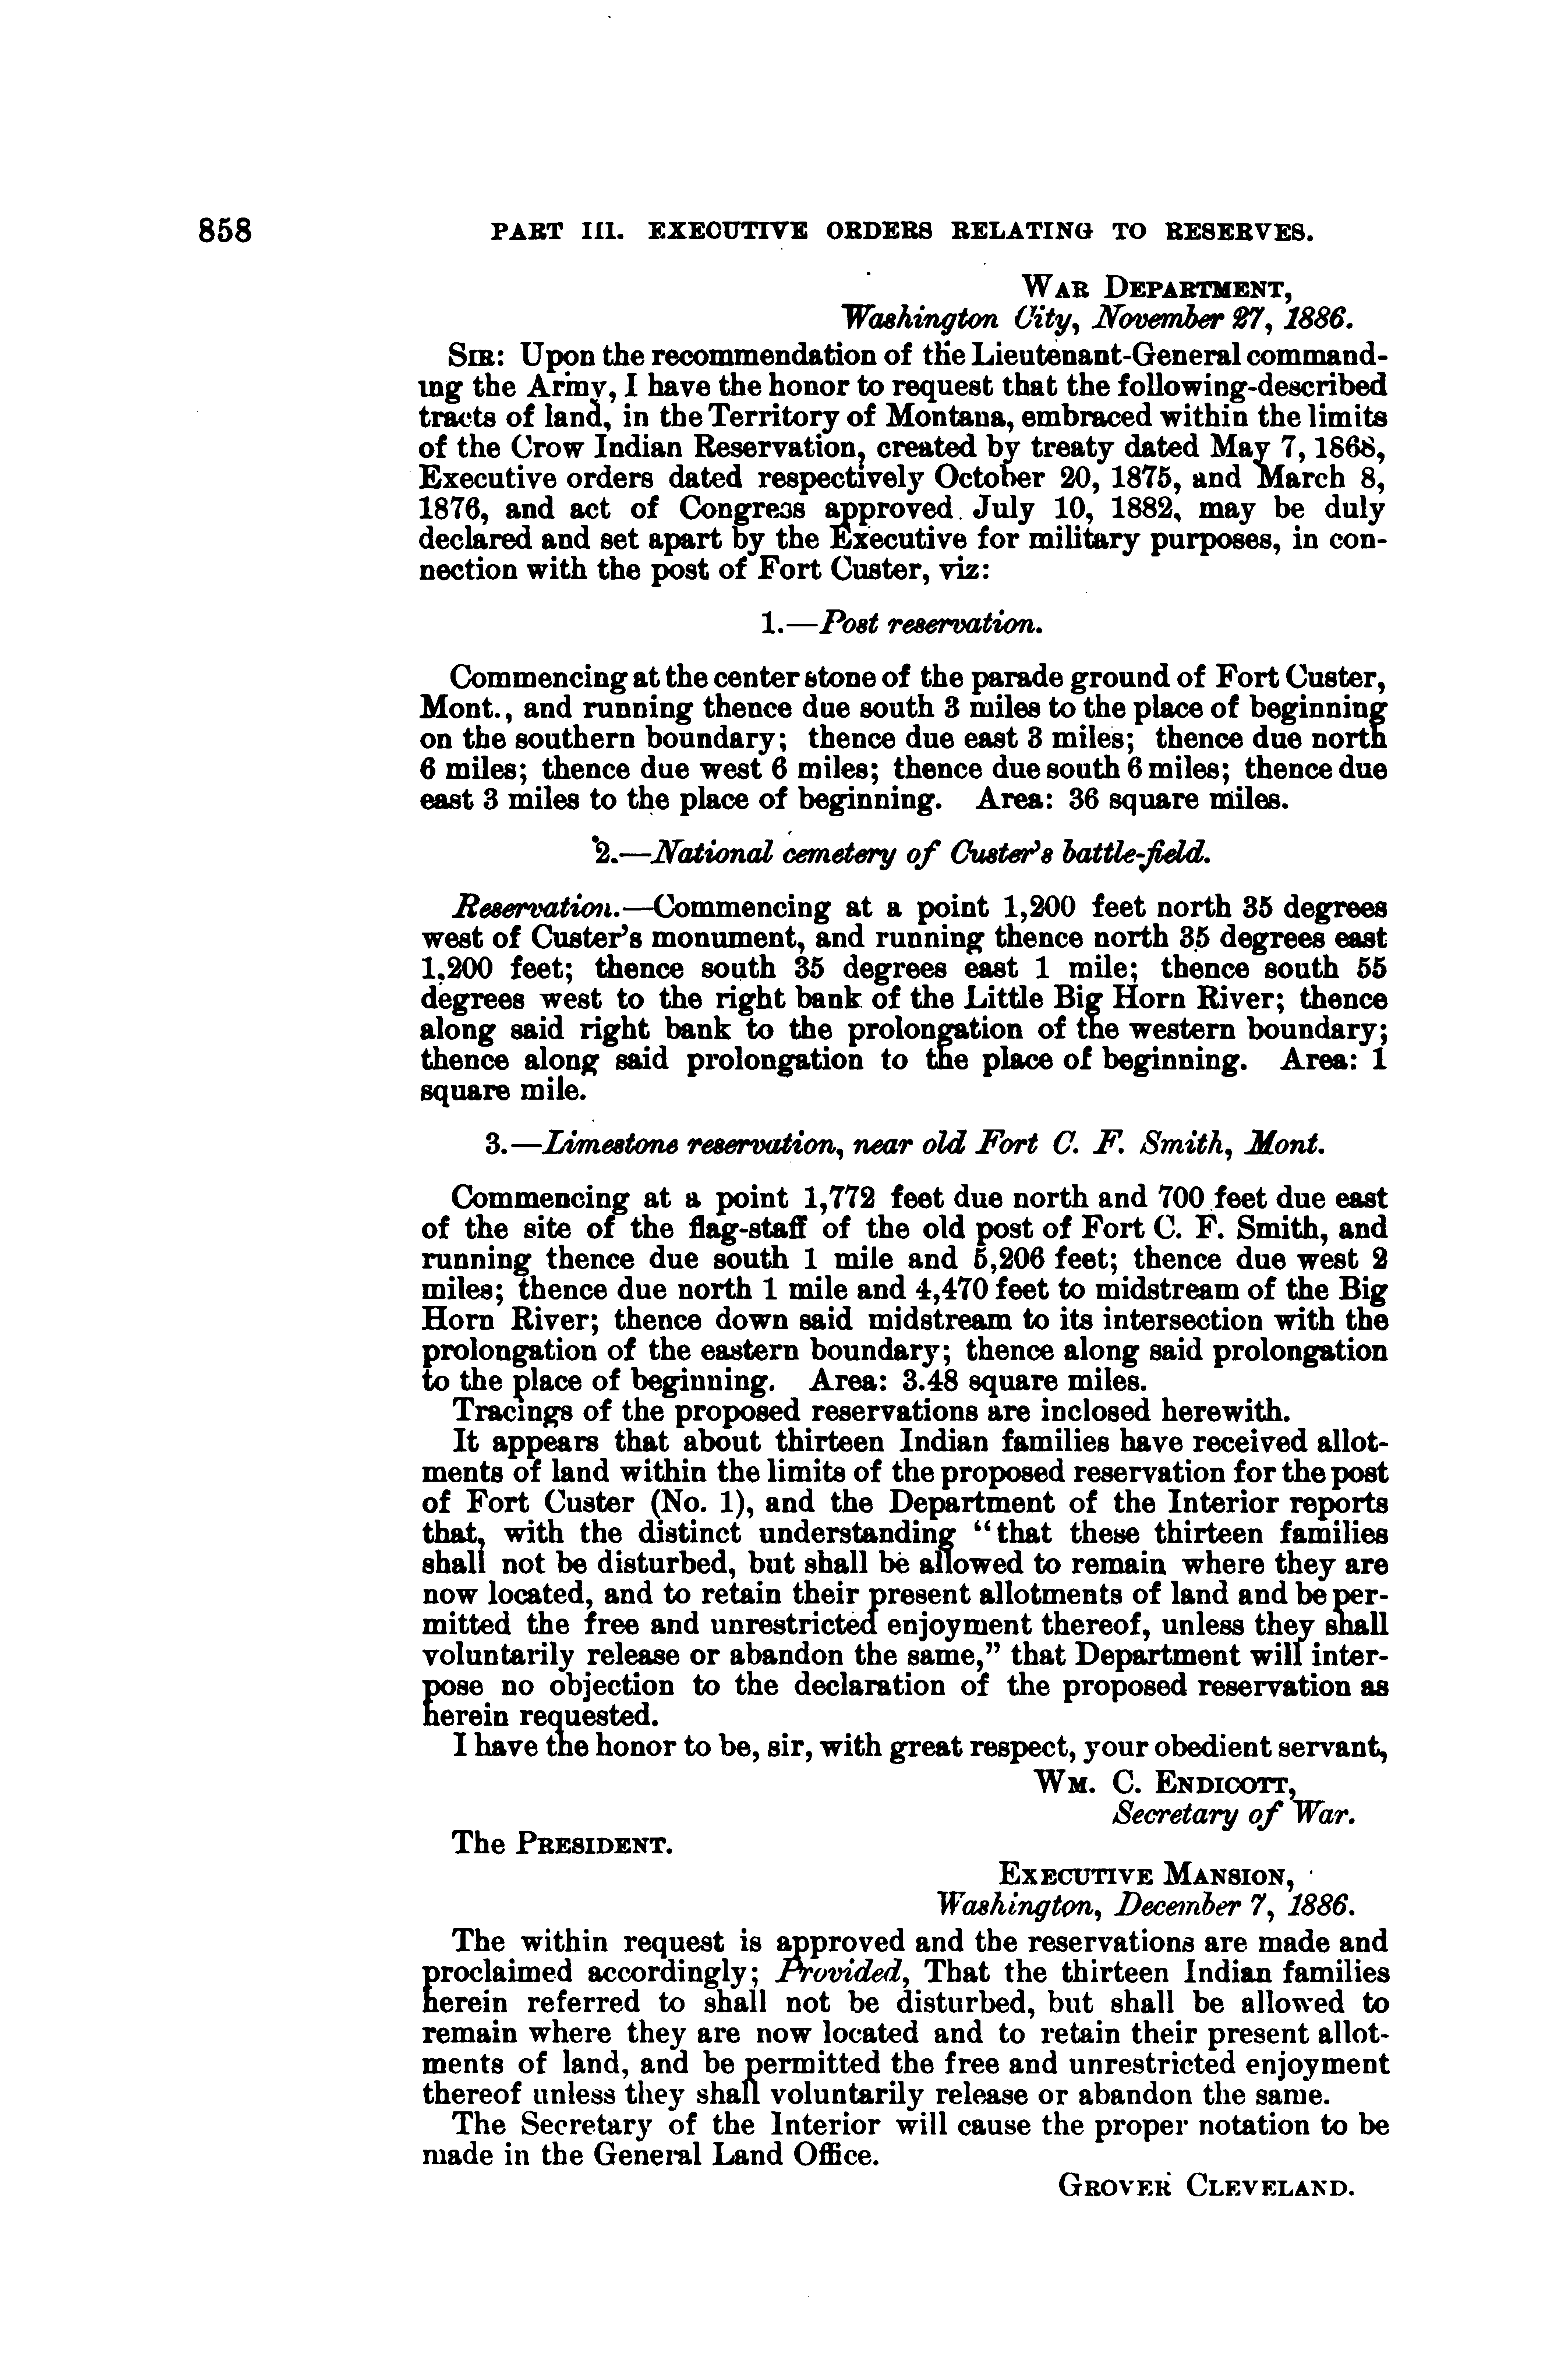 858 PART III. EXECUTIVE ORDERS RELATING TO RESERVES.
WAR DEPARTMENT,
Washington City, November 27, 1886.
SIR: Upon the recommendation of the Lieutenant-General command-
ing the Army, I have the honor to request that the following-described
tracts of land, in the Territory of Montana, embraced within the limits
of the Crow Indian Reservation, created by treaty dated May 7, 1868,
Executive orders dated respectively October 20, 1875, and March 8,
1876, and act of Congress approved July 10, 1882, may be duly
declared and set apart by the Executive for military purposes, in con-
nection with the post of Fort Custer, viz:
1.—Post reservation.
Commencing at the center stone of the parade ground of Fort Custer,
Mont., and running thence due south 3 miles to the place of beginning
on the southern boundary; thence due east 3 miles; thence due north
6 miles; thence due west 6 miles; thence due south 6 miles; thence due
east 3 miles to the place of beginning. Area: 36 square miles.
2.—National cemetery of Custer's battle-field.
Reservation.—Commencing at a point 1,200 feet north 35 degrees
west of Custer's monument, and running thence north 35 degrees east
1,200 feet; thence south 35 degrees east 1 mile; thence south 55
degrees west to the right bank of the Little Big Horn River; thence
along said right bank to the prolongation of the western boundary;
thence along said prolongation to the place of beginning. Area: 1
square mile.
3.—Limestone reservation, near old Fort C. F. Smith, Mont.
Commencing at a point 1,772 feet due north and 700 feet due east
of the site of the flag-staff of the old post of Fort C. F. Smith, and
running thence due south 1 mile and 5,206 feet; thence due west 2
miles; thence due north 1 mile and 4,470 feet to midstream of the Big
Horn River; thence down said midstream to its intersection with the
prolongation of the eastern boundary; thence along said prolongation
to the place of beginning. Area: 3.48 square miles.
Tracings of the proposed reservations are inclosed herewith.
It appears that about thirteen Indian families have received allot-
ments of land within the limits of the proposed reservation for the post
of Fort Custer (No. 1), and the Department of the Interior reports
that, with the distinct understanding "that these thirteen families
shall not be disturbed, but shall be allowed to remain where they are
now located, and to retain their present allotments of land and be per-
mitted the free and unrestricted enjoyment thereof, unless they shall
voluntarily release or abandon the same," that Department will inter-
pose no objection to the declaration of the proposed reservation as
herein requested.
I have the honor to be, sir, with great respect, your obedient servant,
WM. C. ENDICOTT,
Secretary of War.
The PRESIDENT.
EXECUTIVE MANSION,
Washington, December 7, 1886.
The within request is approved and the reservations are made and
proclaimed accordingly; Provided, That the thirteen Indian families
herein referred to shall not be disturbed, but shall be allowed to
remain where they are now located and to retain their present allot-
ments of land, and be permitted the free and unrestricted enjoyment
thereof unless they shall voluntarily release or abandon the same.
The Secretary of the Interior will cause the proper notation to be
made in the General Land Office.
GROVER CLEVELAND.